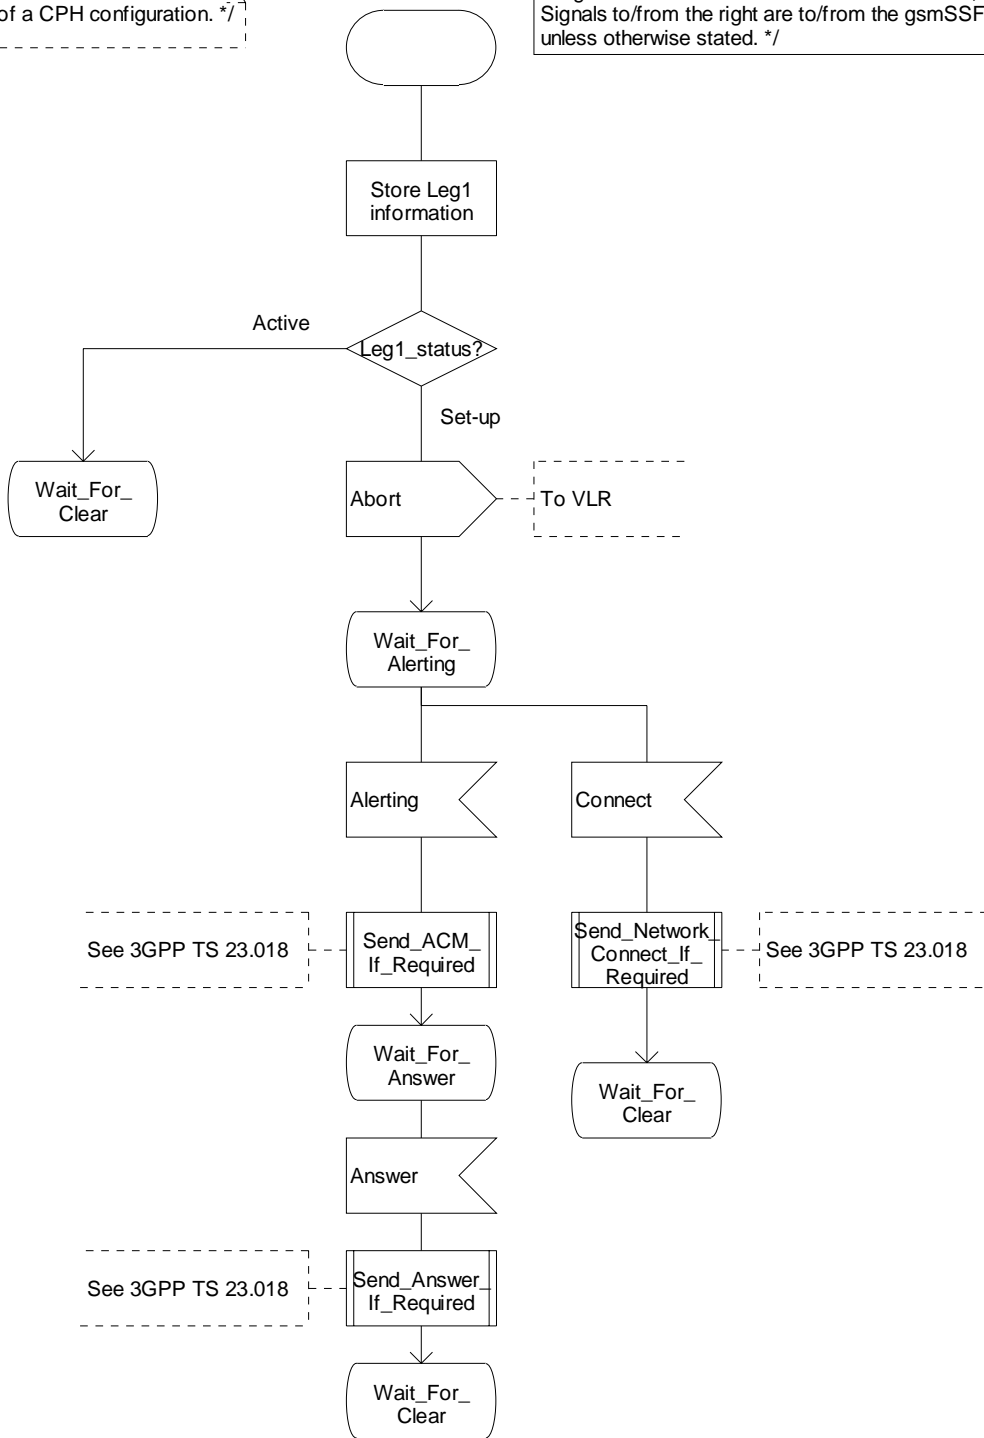 of a CPH configuration. */
Signals to/from the right are to/from the gsmSSF
unless otherwise stated. */
Store Leg1
information
Active
Leg1_status?
Set-up
Wait_For_
Clear
Abort
To VLR
Wait_For_
Alerting
Alerting
Connect
See 3GPP TS 23.018
Send_ACM_
If_Required
Send_Network_
Connect_If_
Required
See 3GPP TS 23.018
Wait_For_
Answer
Wait_For_
Clear
Answer
See 3GPP TS 23.018
Send_Answer_
If_Required
Wait_For_
Clear